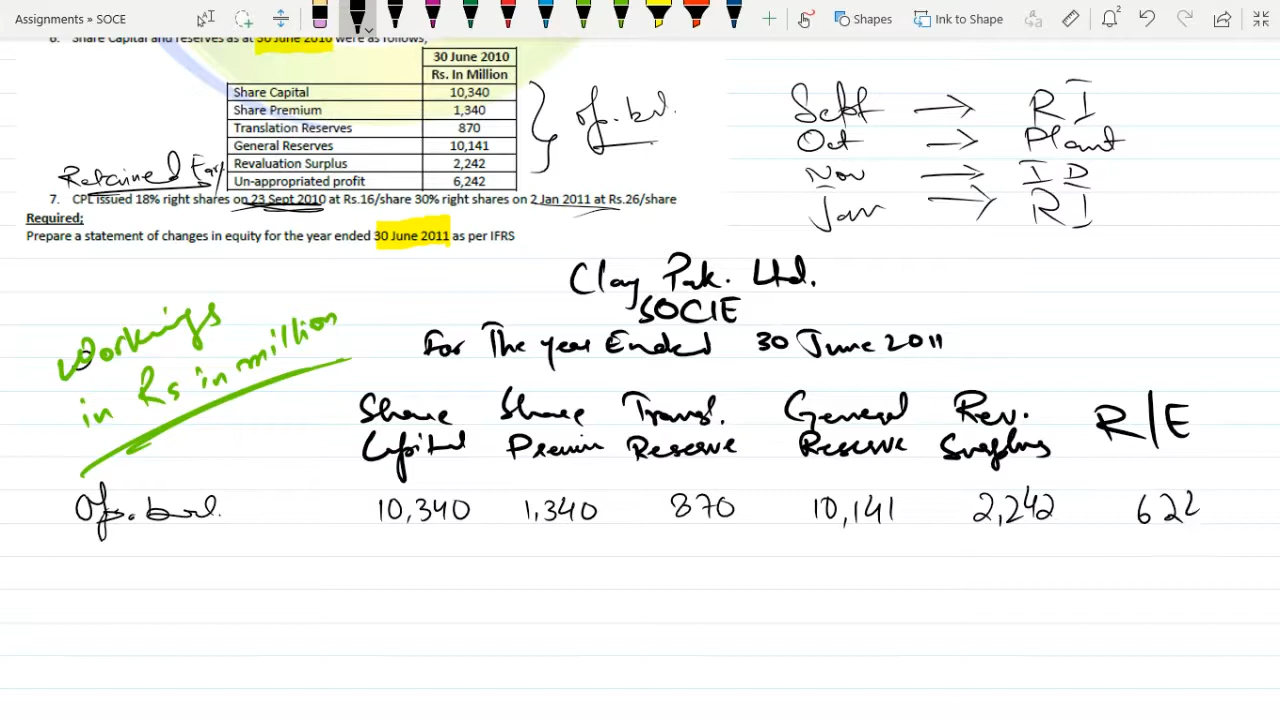 Assignments » SOCE
Shapes
Ink to Shape
2
6. Share Capital and reserves as at 30 June 2010 were as follows;
30 June 2010
Rs. In Million
Share Capital 10,340
Share Premium 1,340
Translation Reserves 870
General Reserves 10,141
Revaluation Surplus 2,242
Un-appropriated profit 6,242
Op. bal.
Retained Ear.
Sept → RI
Oct → Plant
Nov → ID
Jan → RI
7. CPL issued 18% right shares on 23 Sept 2010 at Rs.16/share 30% right shares on 2 Jan 2011 at Rs.26/share
Required;
Prepare a statement of changes in equity for the year ended 30 June 2011 as per IFRS
Clay Pak. Ltd.
SOCIE
For The year Ended 30 June 2011
Workings
in Rs in million
Share Share Transl. General Rev. R/E
Capital Premium Reserve Reserve Surplus
Op. bal. 10,340 1,340 870 10,141 2,242 622